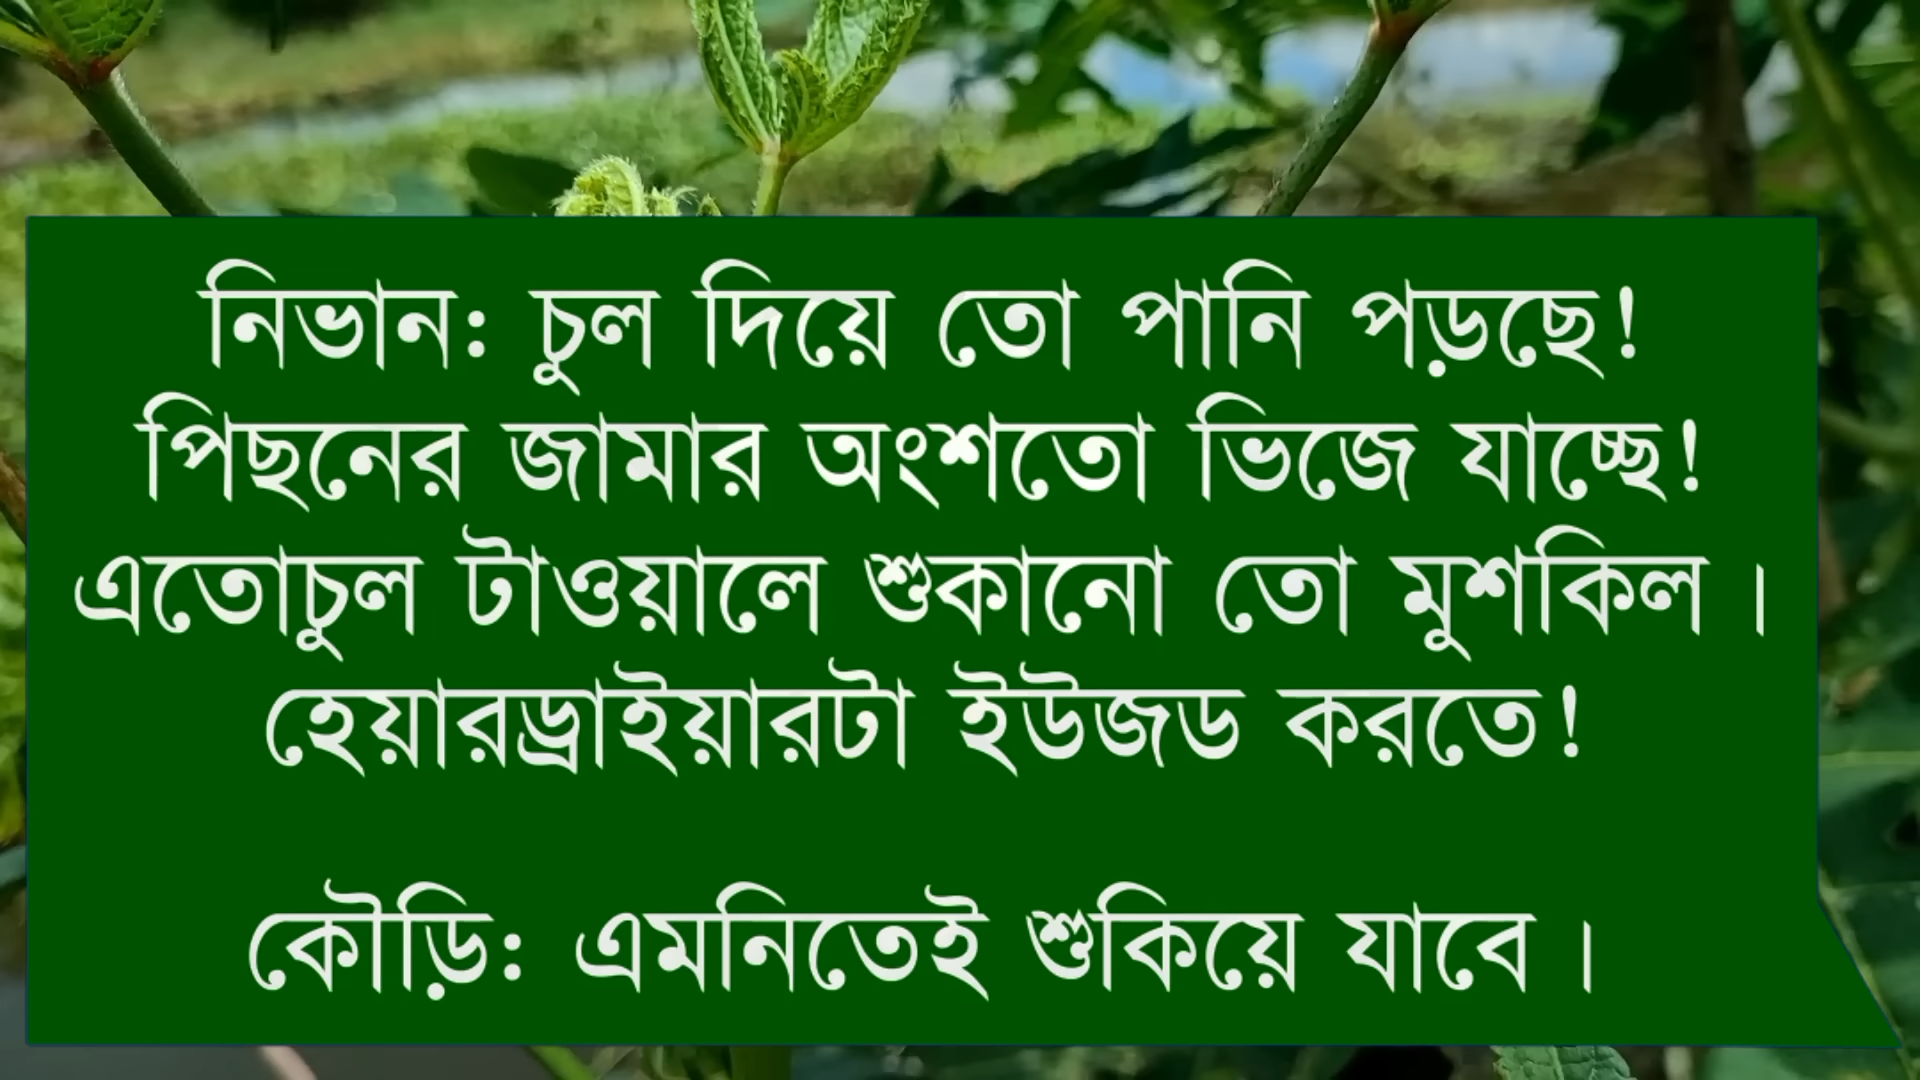 নিভান: চুল দিয়ে তো পানি পড়ছে!
পিছনের জামার অংশতো ভিজে যাচ্ছে!
এতোচুল টাওয়ালে শুকানো তো মুশকিল ।
হেয়ারড্রাইয়ারটা ইউজড করতে!
কৌড়ি: এমনিতেই শুকিয়ে যাবে ।